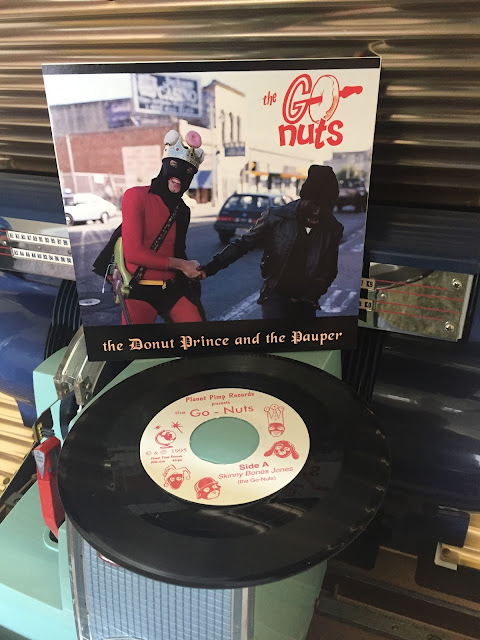 the GO-
nuts
the Donut Prince and the Pauper
Planet Pimp Records
presents
the Go - Nuts
© & ℗ 1995
Side A
Skinny Bones Jones
(the Go-Nuts)